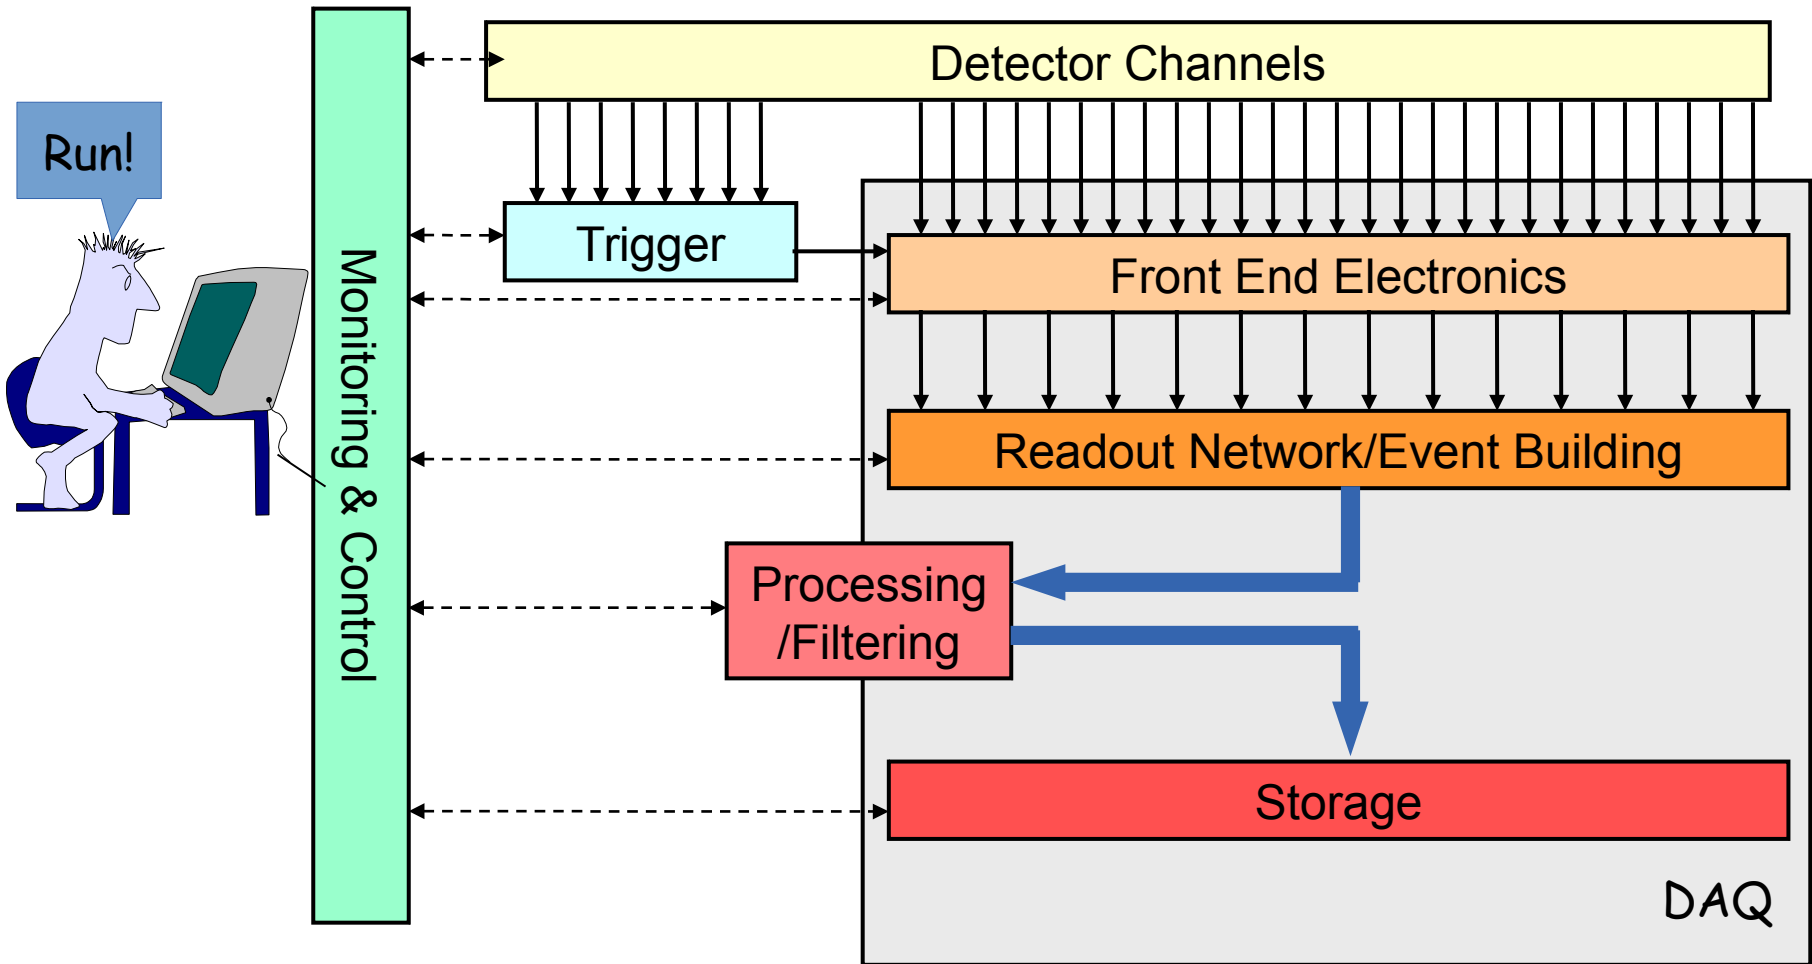 Detector Channels
Run!
Trigger
Front End Electronics
Monitoring & Control
Readout Network/Event Building
Processing
/Filtering
Storage
DAQ